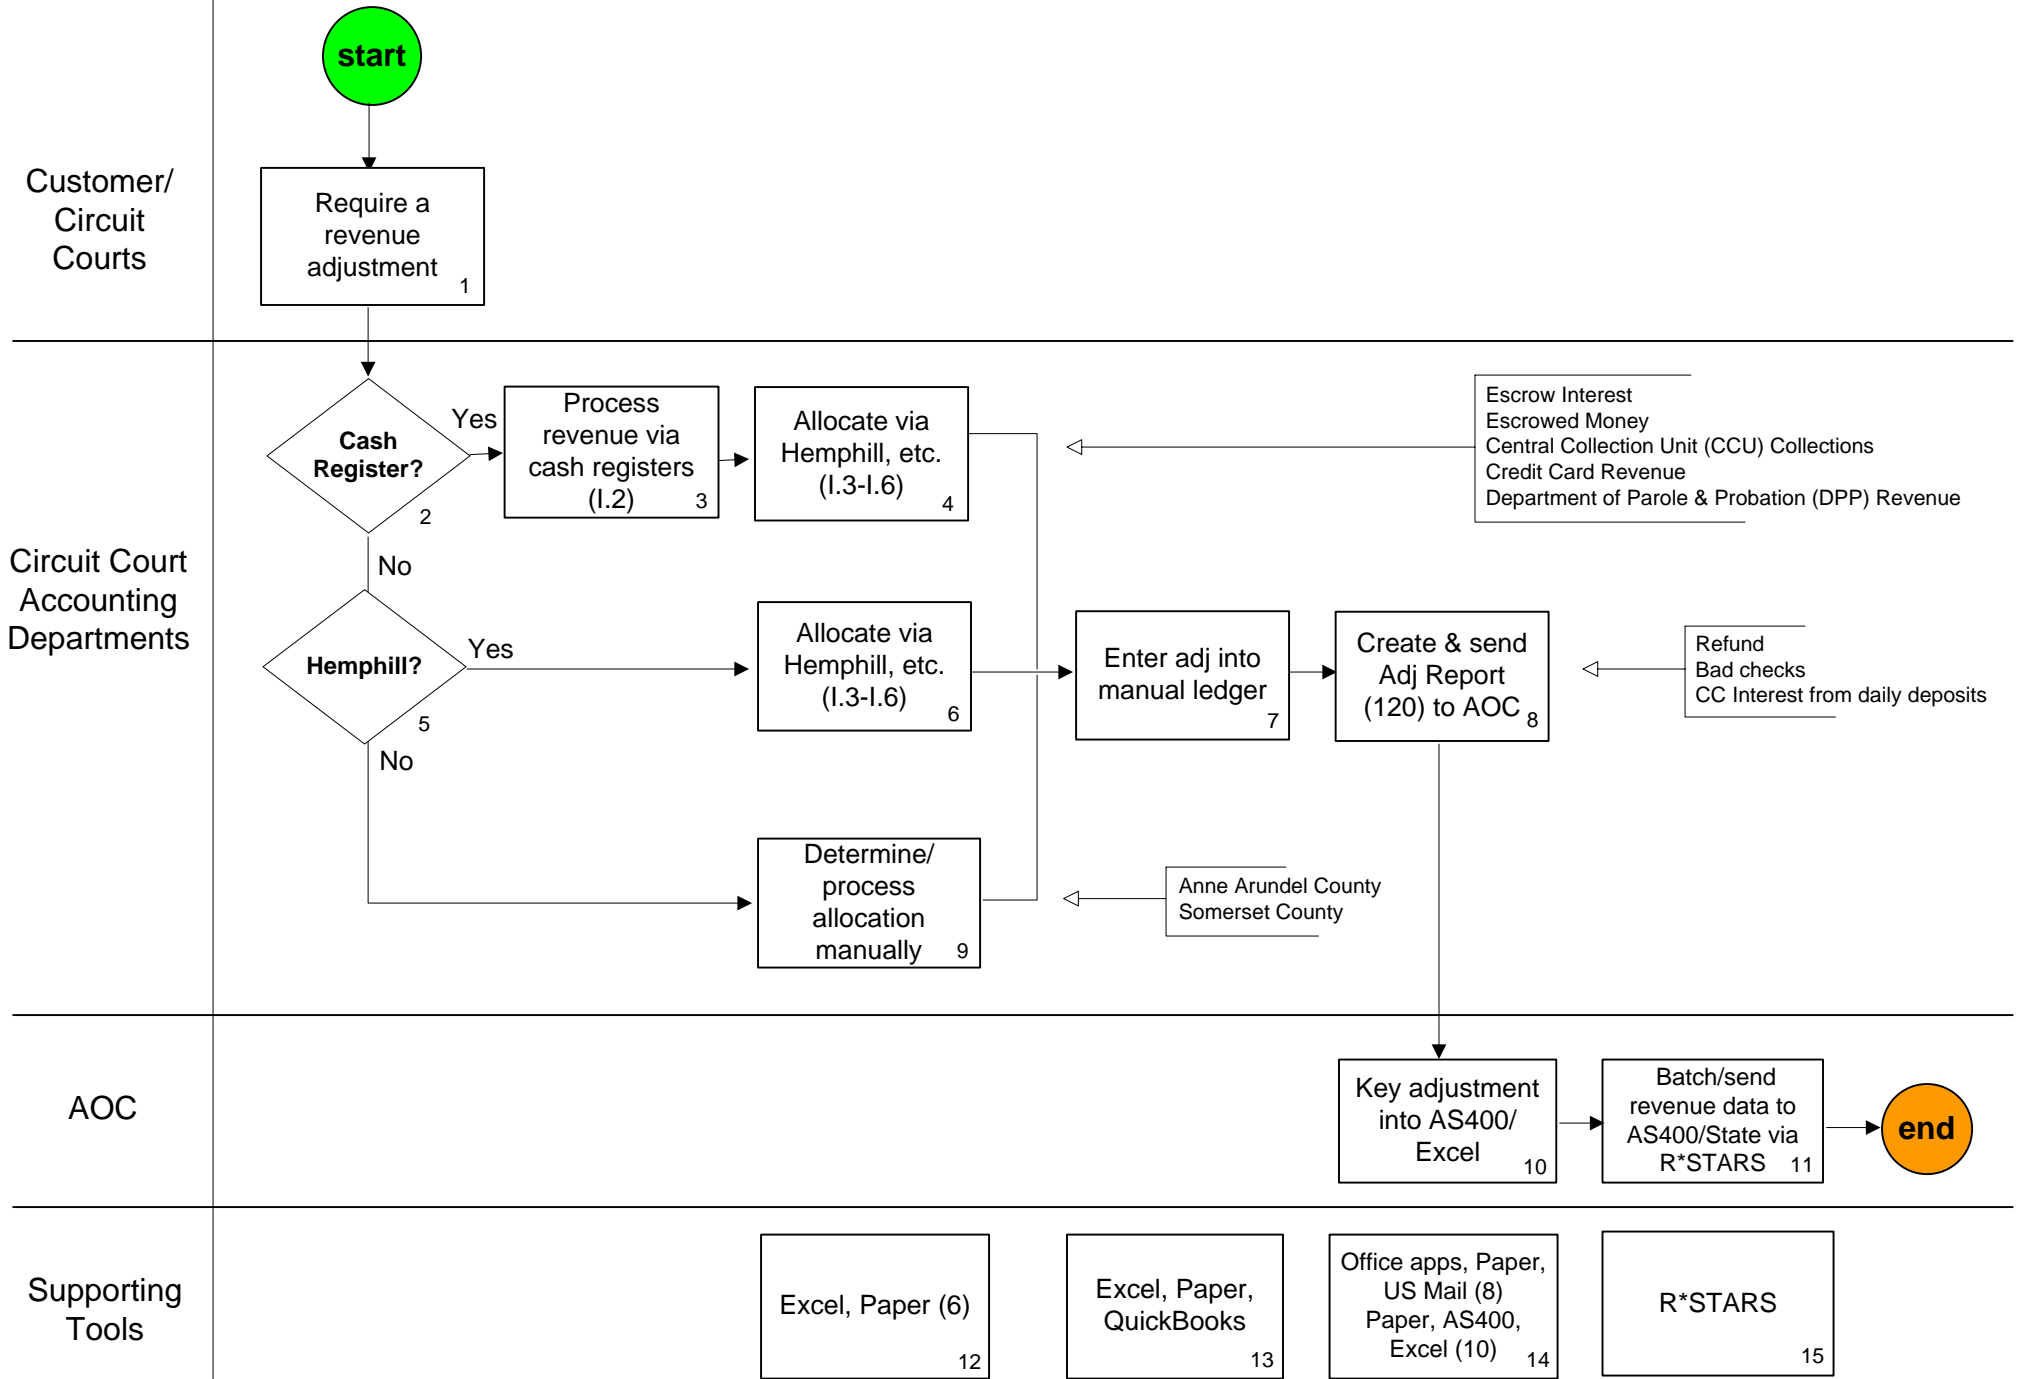 start
Customer/
Circuit
Courts
Require a
revenue
adjustment
1
Circuit Court
Accounting
Departments
Cash
Register?
2
Yes
No
Process
revenue via
cash registers
(I.2)
3
Allocate via
Hemphill, etc.
(I.3-I.6)
4
Escrow Interest
Escrowed Money
Central Collection Unit (CCU) Collections
Credit Card Revenue
Department of Parole & Probation (DPP) Revenue
Hemphill?
5
Yes
No
Allocate via
Hemphill, etc.
(I.3-I.6)
6
Enter adj into
manual ledger
7
Create & send
Adj Report
(120) to AOC
8
Refund
Bad checks
CC Interest from daily deposits
Determine/
process
allocation
manually
9
Anne Arundel County
Somerset County
AOC
Key adjustment
into AS400/
Excel
10
Batch/send
revenue data to
AS400/State via
R*STARS
11
end
Supporting
Tools
Excel, Paper (6)
12
Excel, Paper,
QuickBooks
13
Office apps, Paper,
US Mail (8)
Paper, AS400,
Excel (10)
14
R*STARS
15